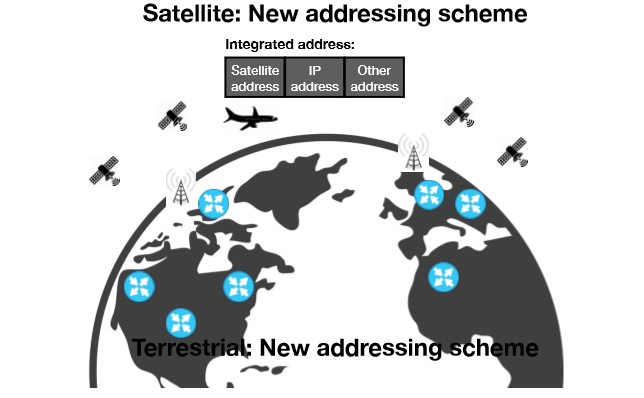 Satellite: New addressing scheme
Integrated address:
Satellite address
IP address
Other address
Terrestrial: New addressing scheme